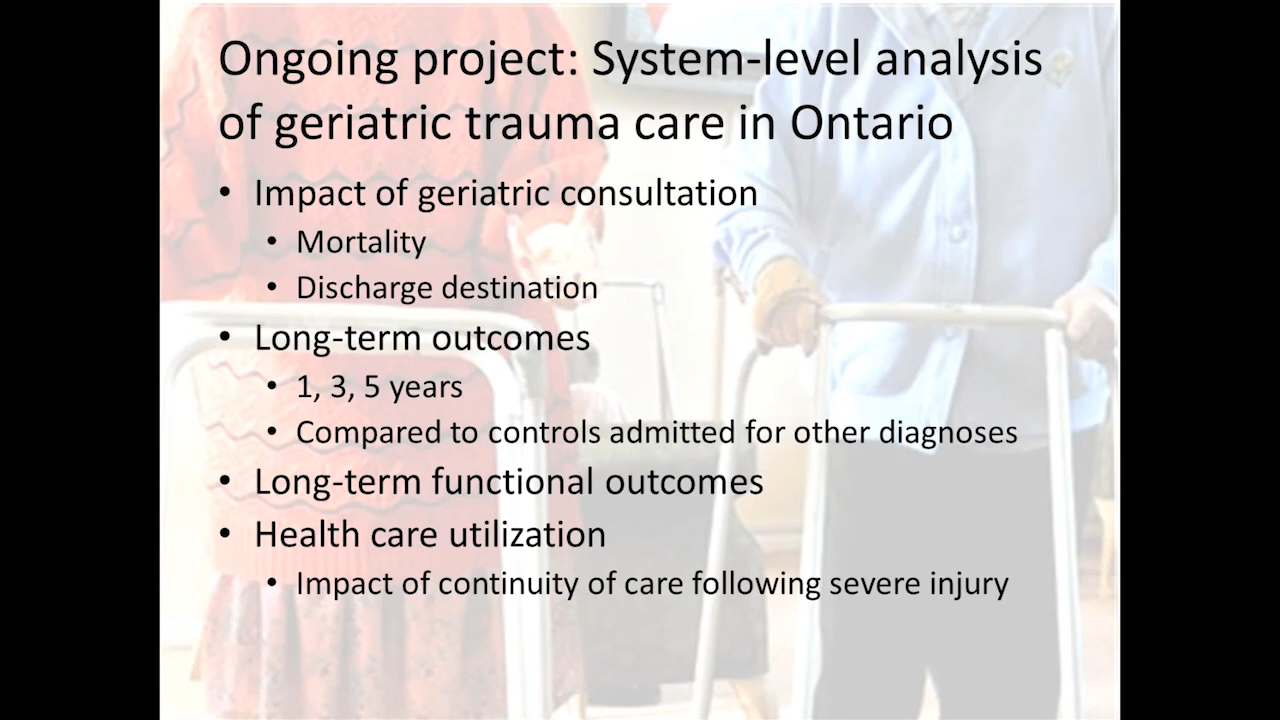 Ongoing project: System-level analysis
of geriatric trauma care in Ontario
• Impact of geriatric consultation
• Mortality
• Discharge destination
• Long-term outcomes
• 1, 3, 5 years
• Compared to controls admitted for other diagnoses
• Long-term functional outcomes
• Health care utilization
• Impact of continuity of care following severe injury